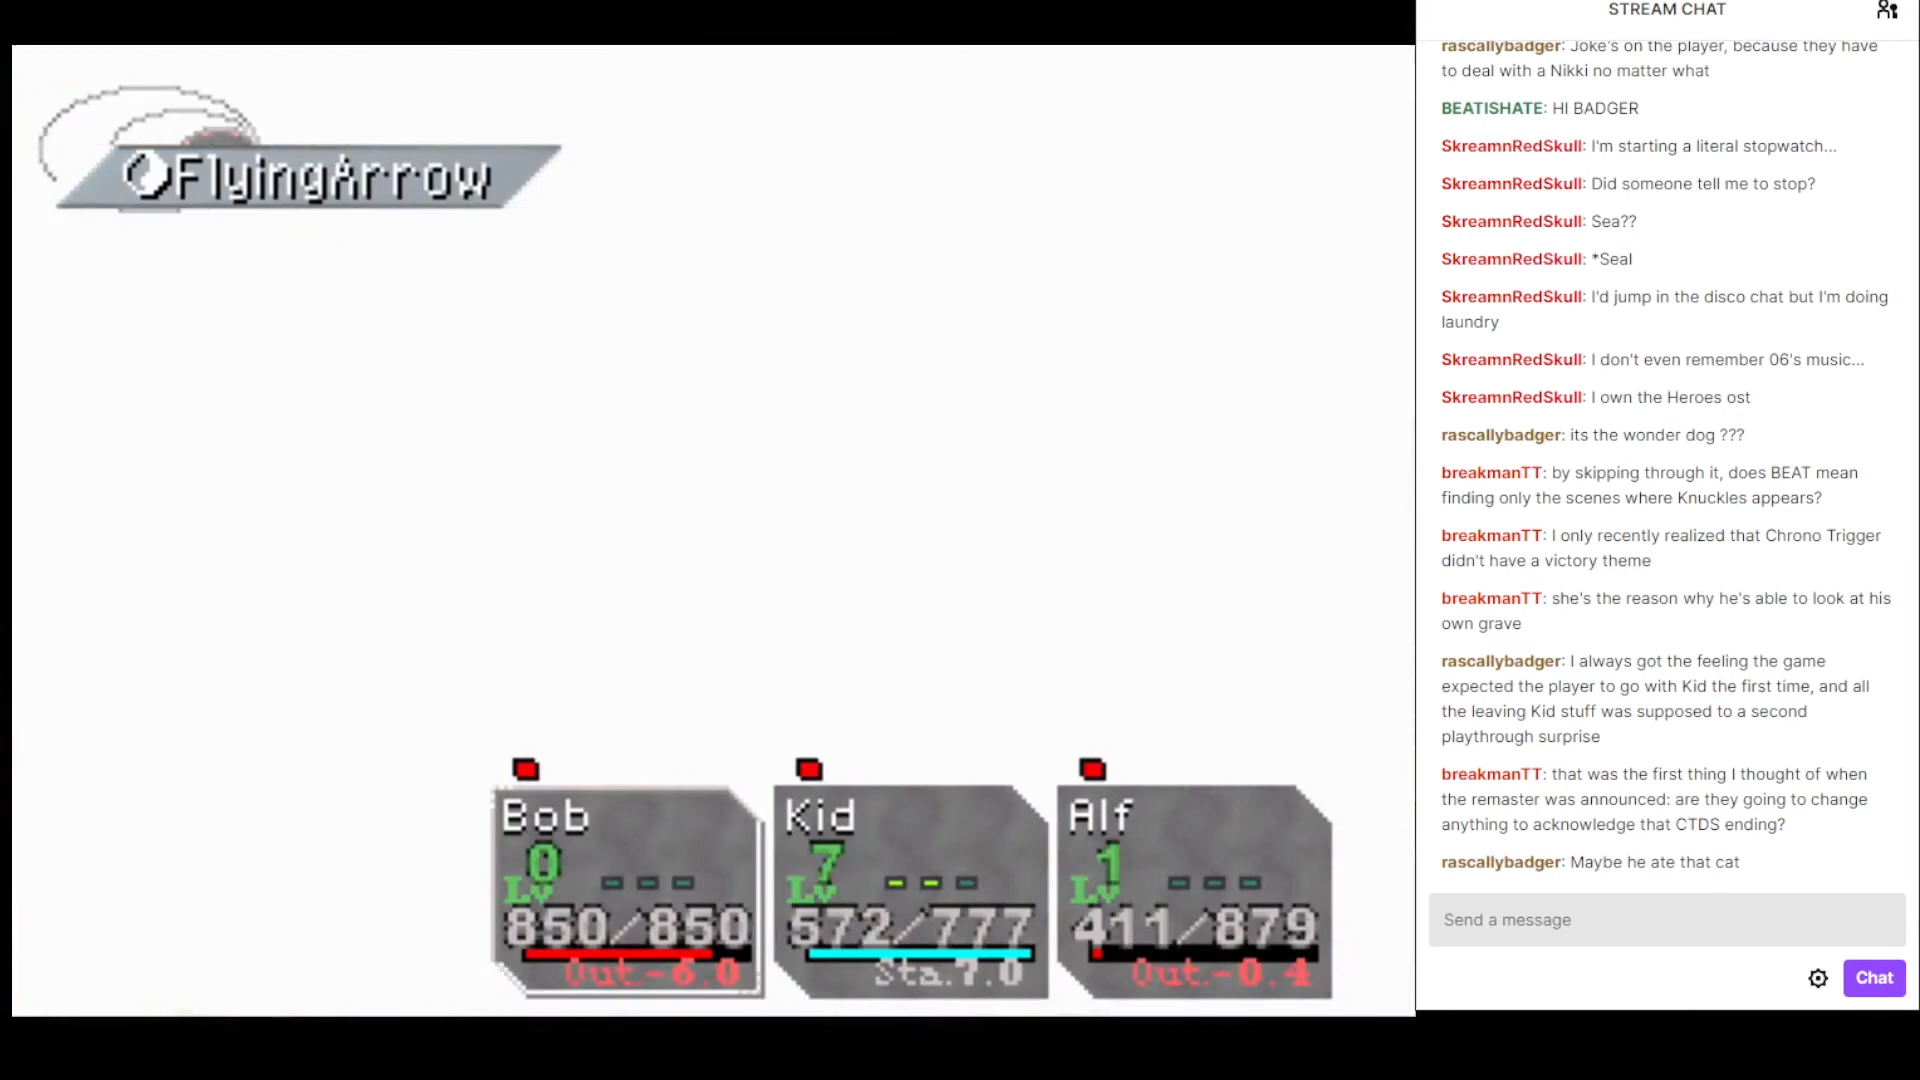 FlyingArrow
Bob
0
Lv
850/850
Out.-6.0
Kid
7
Lv
572/777
Sta.7.0
Alf
1
Lv
411/879
Out.-0.4
STREAM CHAT
rascallybadger: Joke's on the player, because they have
to deal with a Nikki no matter what
BEATISHATE: HI BADGER
SkreamnRedSkull: I'm starting a literal stopwatch...
SkreamnRedSkull: Did someone tell me to stop?
SkreamnRedSkull: Sea??
SkreamnRedSkull: *Seal
SkreamnRedSkull: I'd jump in the disco chat but I'm doing
laundry
SkreamnRedSkull: I don't even remember 06's music...
SkreamnRedSkull: I own the Heroes ost
rascallybadger: its the wonder dog ???
breakmanTT: by skipping through it, does BEAT mean
finding only the scenes where Knuckles appears?
breakmanTT: I only recently realized that Chrono Trigger
didn't have a victory theme
breakmanTT: she's the reason why he's able to look at his
own grave
rascallybadger: I always got the feeling the game
expected the player to go with Kid the first time, and all
the leaving Kid stuff was supposed to a second
playthrough surprise
breakmanTT: that was the first thing I thought of when
the remaster was announced: are they going to change
anything to acknowledge that CTDS ending?
rascallybadger: Maybe he ate that cat
Send a message
Chat